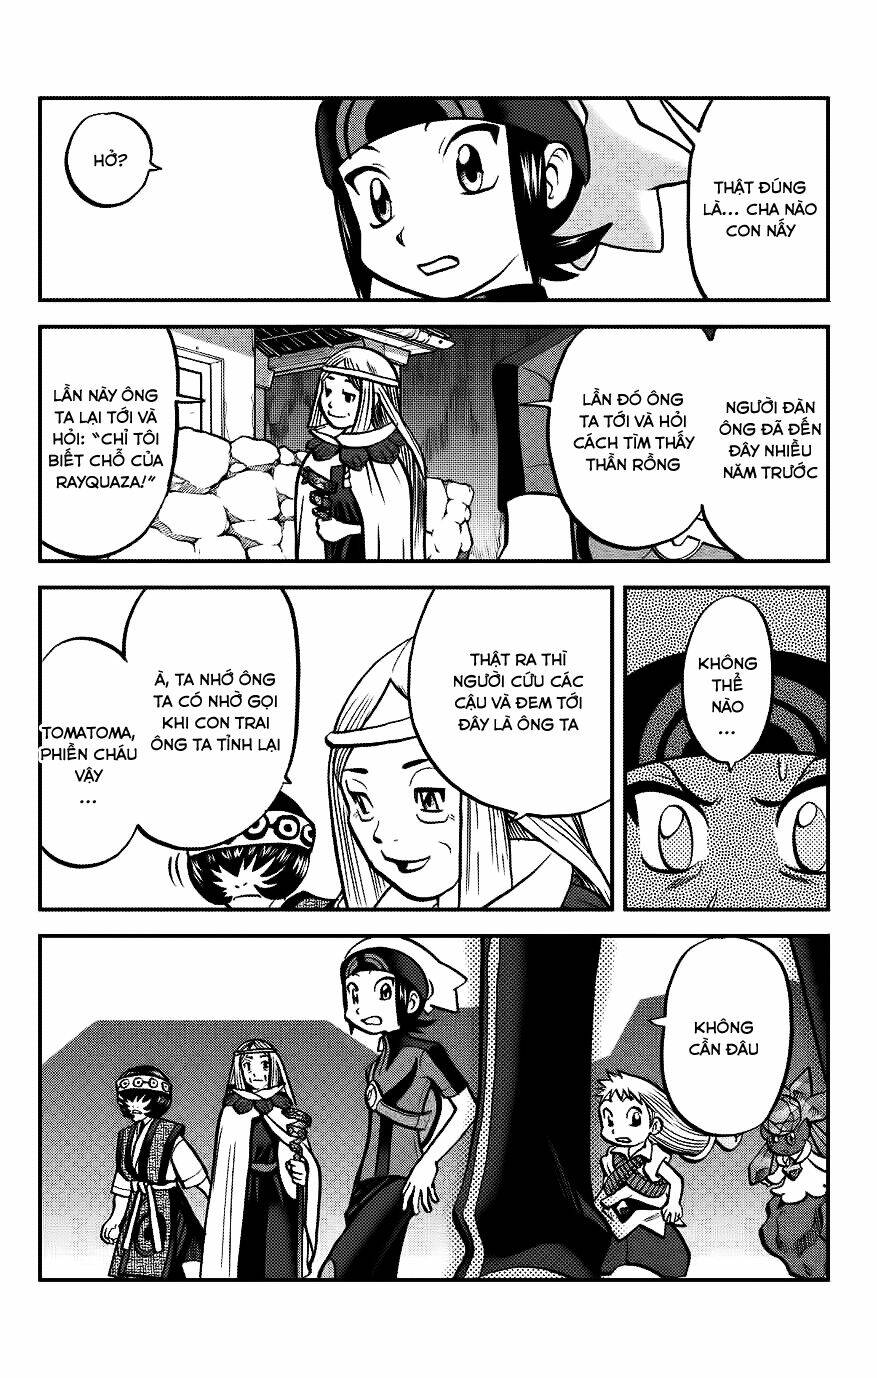 THẬT ĐÚNG
LÀ... CHA NÀO
CON NẤY
HỞ?
NGƯỜI ĐÀN
ÔNG ĐÃ ĐẾN
ĐÂY NHIỀU
NĂM TRƯỚC
LẦN ĐÓ ÔNG
TA TỚI VÀ HỎI
CÁCH TÌM THẤY
THẦN RỒNG
LẦN NÀY ÔNG
TA LẠI TỚI VÀ
HỎI: “CHỈ TÔI
BIẾT CHỖ CỦA
RAYQUAZA!”
KHÔNG
THỂ
NÀO
...
THẬT RA THÌ
NGƯỜI CỨU CÁC
CẬU VÀ ĐEM TỚI
ĐÂY LÀ ÔNG TA
À, TA NHỚ ÔNG
TA CÓ NHỜ GỌI
KHI CON TRAI
ÔNG TA TỈNH LẠI
TOMATOMA,
PHIỀN CHÁU
VẬY
...
KHÔNG
CẦN ĐÂU